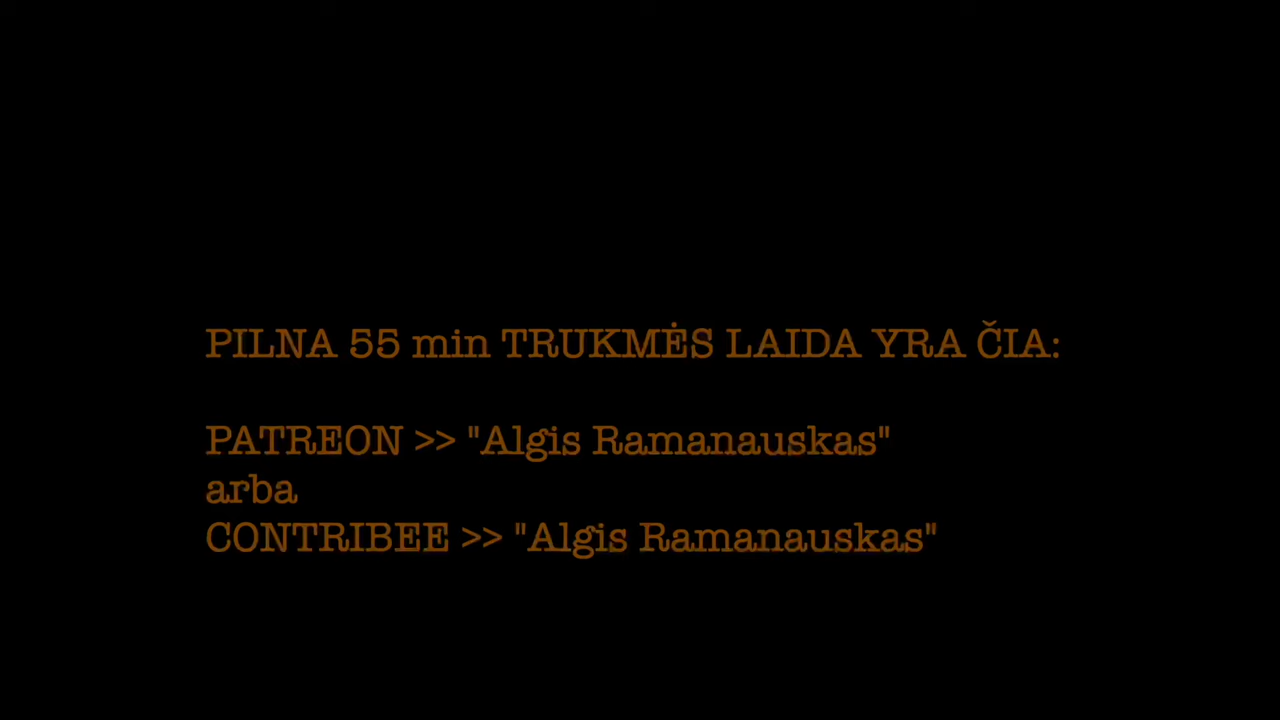 PILNA 55 min TRUKMĖS LAIDA YRA ČIA:
PATREON >> "Algis Ramanauskas"
arba
CONTRIBEE >> "Algis Ramanauskas"